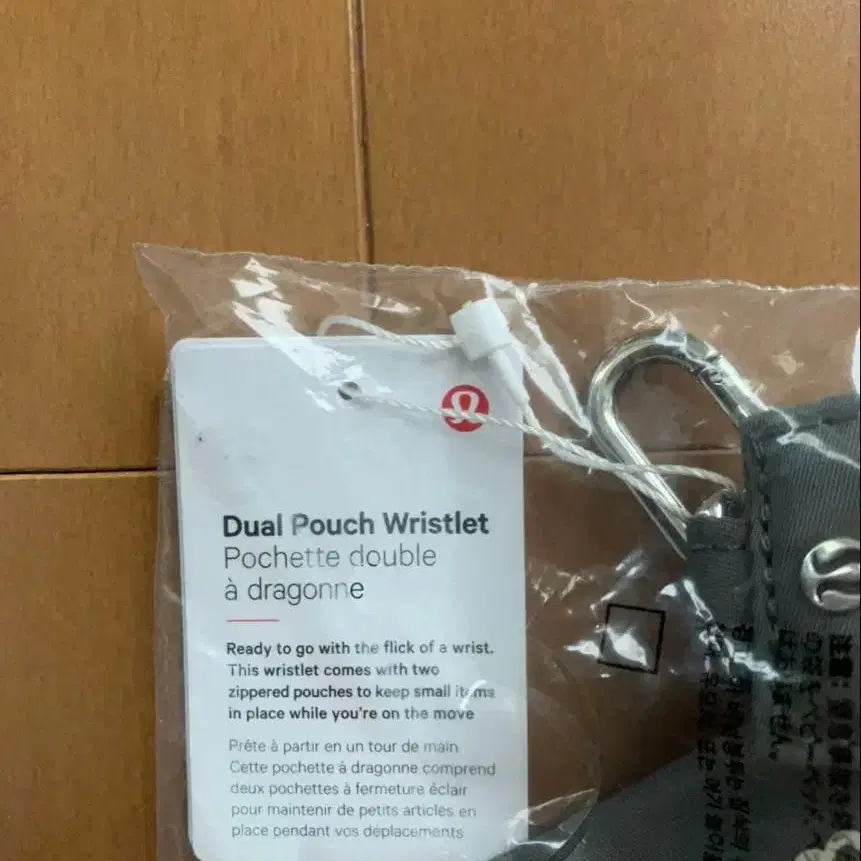 Dual Pouch Wristlet
Pochette double
à dragonne
Ready to go with the flick of a wrist.
This wristlet comes with two
zippered pouches to keep small items
in place while you're on the move
Prête à partir en un tour de main
Cette pochette à dragonne comprend
deux pochettes à fermeture éclair
pour maintenir de petits articles en
place pendant vos déplacements